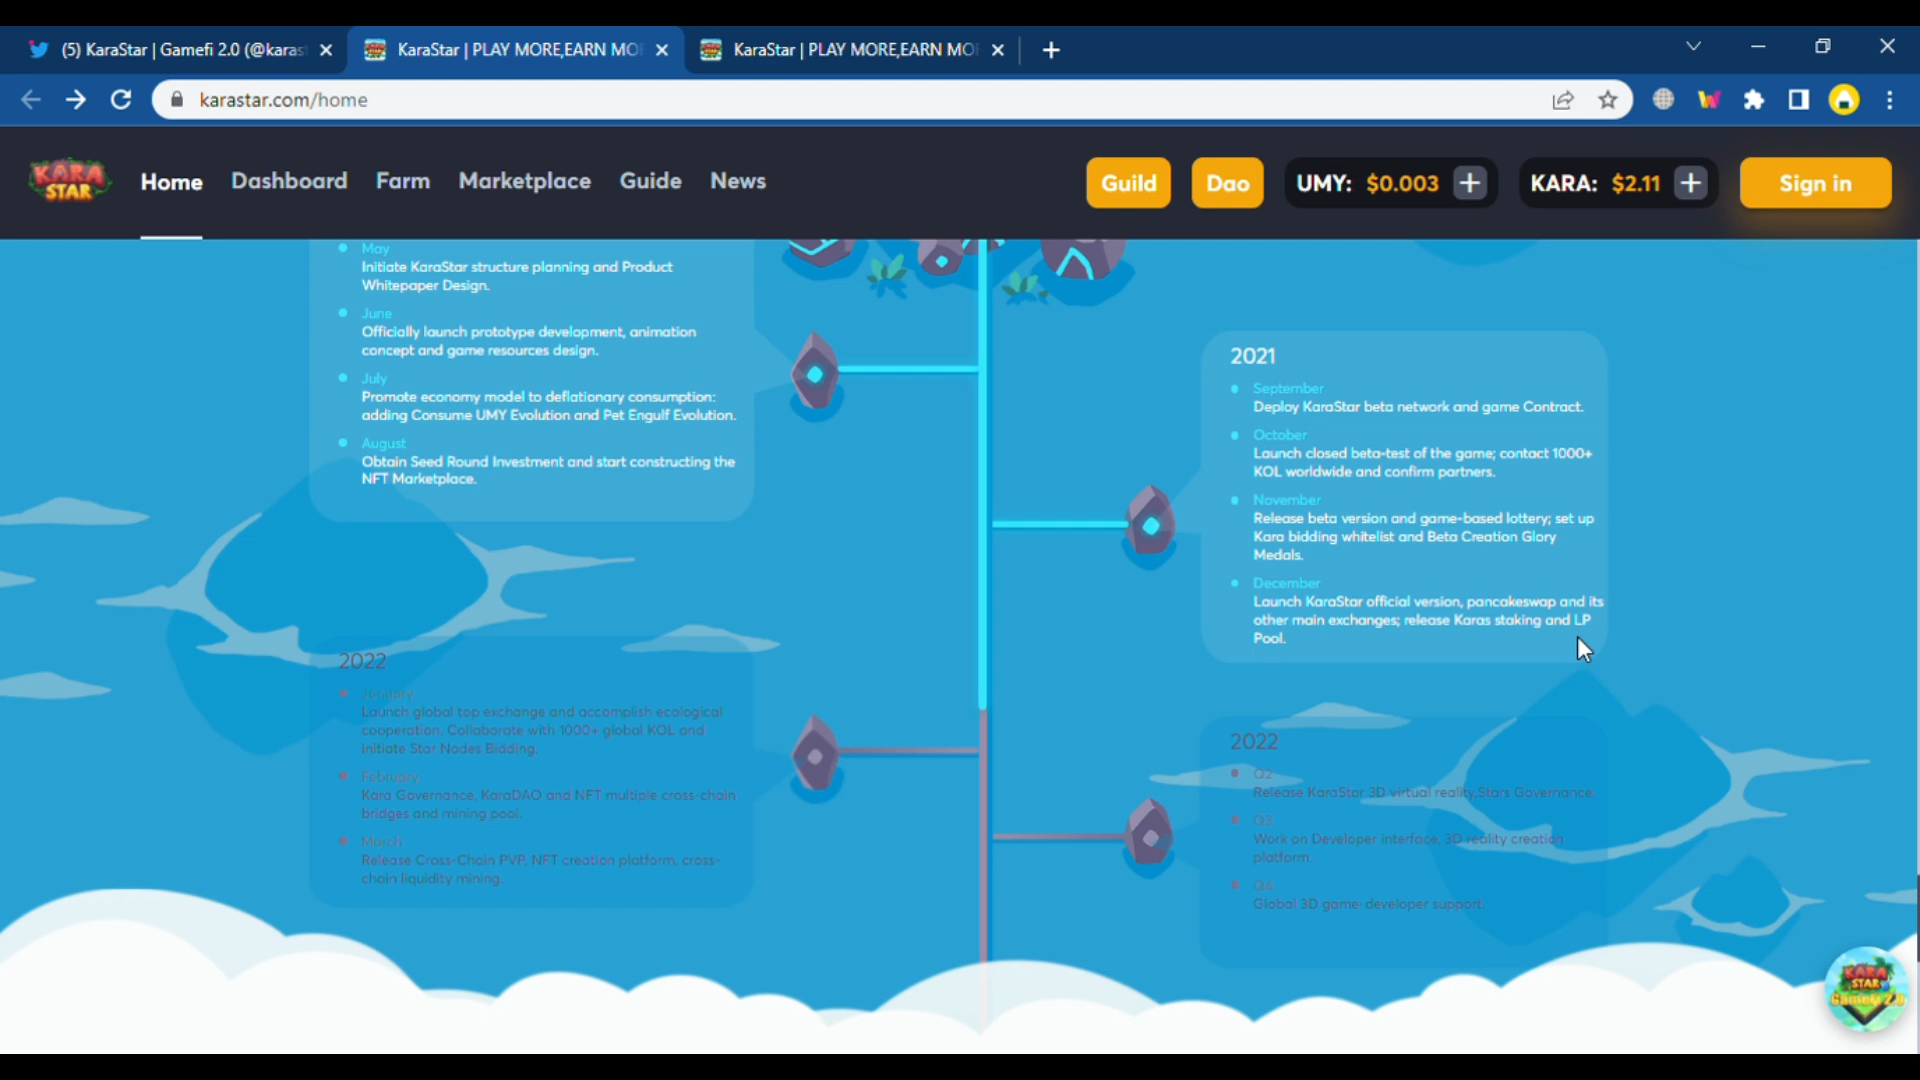 (5) KaraStar | Gamefi 2.0 (@karas
KaraStar | PLAY MORE,EARN MO
KaraStar | PLAY MORE,EARN MO
karastar.com/home
KARA
STAR
Home
Dashboard
Farm
Marketplace
Guide
News
Guild
Dao
UMY: $0.003
KARA: $2.11
Sign in
May
Initiate KaraStar structure planning and Product
Whitepaper Design.
June
Officially launch prototype development, animation
concept and game resources design.
July
Promote economy model to deflationary consumption:
adding Consume UMY Evolution and Pet Engulf Evolution.
August
Obtain Seed Round Investment and start constructing the
NFT Marketplace.
2021
September
Deploy KaraStar beta network and game Contract.
October
Launch closed beta-test of the game; contact 1000+
KOL worldwide and confirm partners.
November
Release beta version and game-based lottery; set up
Kara bidding whitelist and Beta Creation Glory
Medals.
December
Launch KaraStar official version, pancakeswap and its
other main exchanges; release Karas staking and LP
Pool.
2022
January
Launch global top exchange and accomplish ecological
cooperation, Collaborate with 1000+ global KOL and
initiate Star Nodes Bidding.
February
Kara Governance, KaraDAO and NFT multiple cross-chain
bridges and mining pool.
March
Release Cross-Chain PVP, NFT creation platform, cross-
chain liquidity mining.
2022
Q2
Release KaraStar 3D virtual reality,Stars Governance.
Q3
Work on Developer interface, 3D reality creation
platform.
Q4
Global 3D game-developer support.
KARA
STAR
Gamefi 2.0